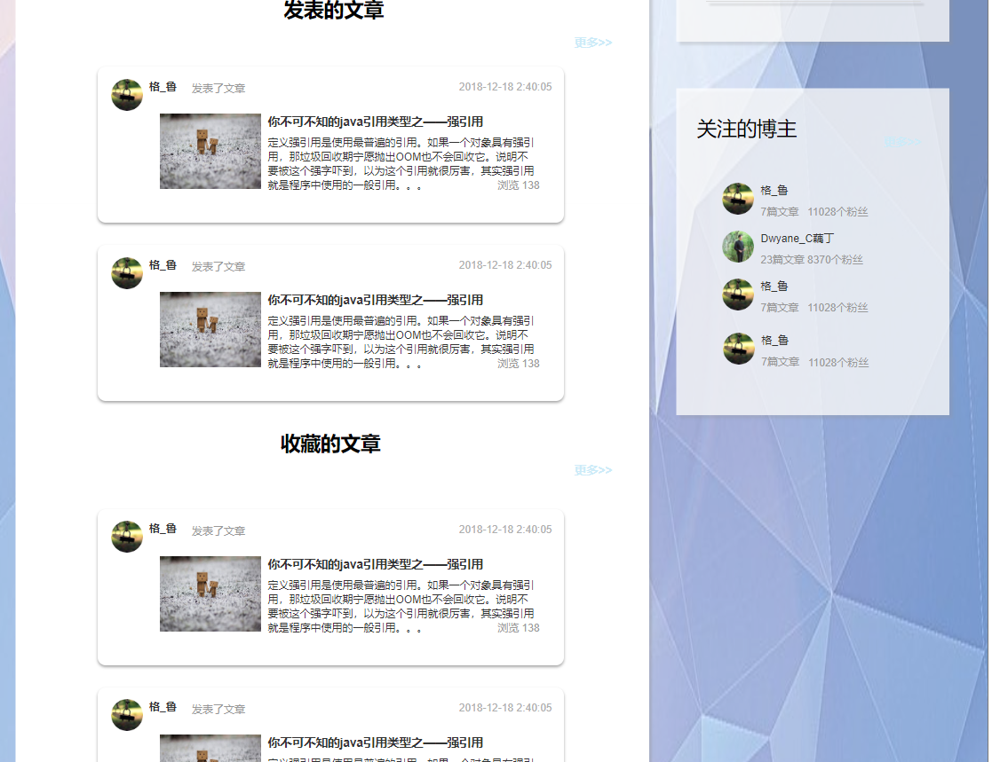 发表的文章
更多>>
格_鲁 发表了文章 2018-12-18 2:40:05
你不可不知的java引用类型之——强引用
定义强引用是使用最普遍的引用。如果一个对象具有强引
用，那垃圾回收期宁愿抛出OOM也不会回收它。说明不
要被这个强字吓到，以为这个引用就很厉害，其实强引用
就是程序中使用的一般引用。。。 浏览 138
格_鲁 发表了文章 2018-12-18 2:40:05
你不可不知的java引用类型之——强引用
定义强引用是使用最普遍的引用。如果一个对象具有强引
用，那垃圾回收期宁愿抛出OOM也不会回收它。说明不
要被这个强字吓到，以为这个引用就很厉害，其实强引用
就是程序中使用的一般引用。。。 浏览 138
收藏的文章
更多>>
格_鲁 发表了文章 2018-12-18 2:40:05
你不可不知的java引用类型之——强引用
定义强引用是使用最普遍的引用。如果一个对象具有强引
用，那垃圾回收期宁愿抛出OOM也不会回收它。说明不
要被这个强字吓到，以为这个引用就很厉害，其实强引用
就是程序中使用的一般引用。。。 浏览 138
格_鲁 发表了文章 2018-12-18 2:40:05
你不可不知的java引用类型之——强引用
定义强引用是使用最普遍的引用。如果一个对象具有强引
关注的博主
更多>>
格_鲁
7篇文章 11028个粉丝
Dwyane_C藕丁
23篇文章 8370个粉丝
格_鲁
7篇文章 11028个粉丝
格_鲁
7篇文章 11028个粉丝